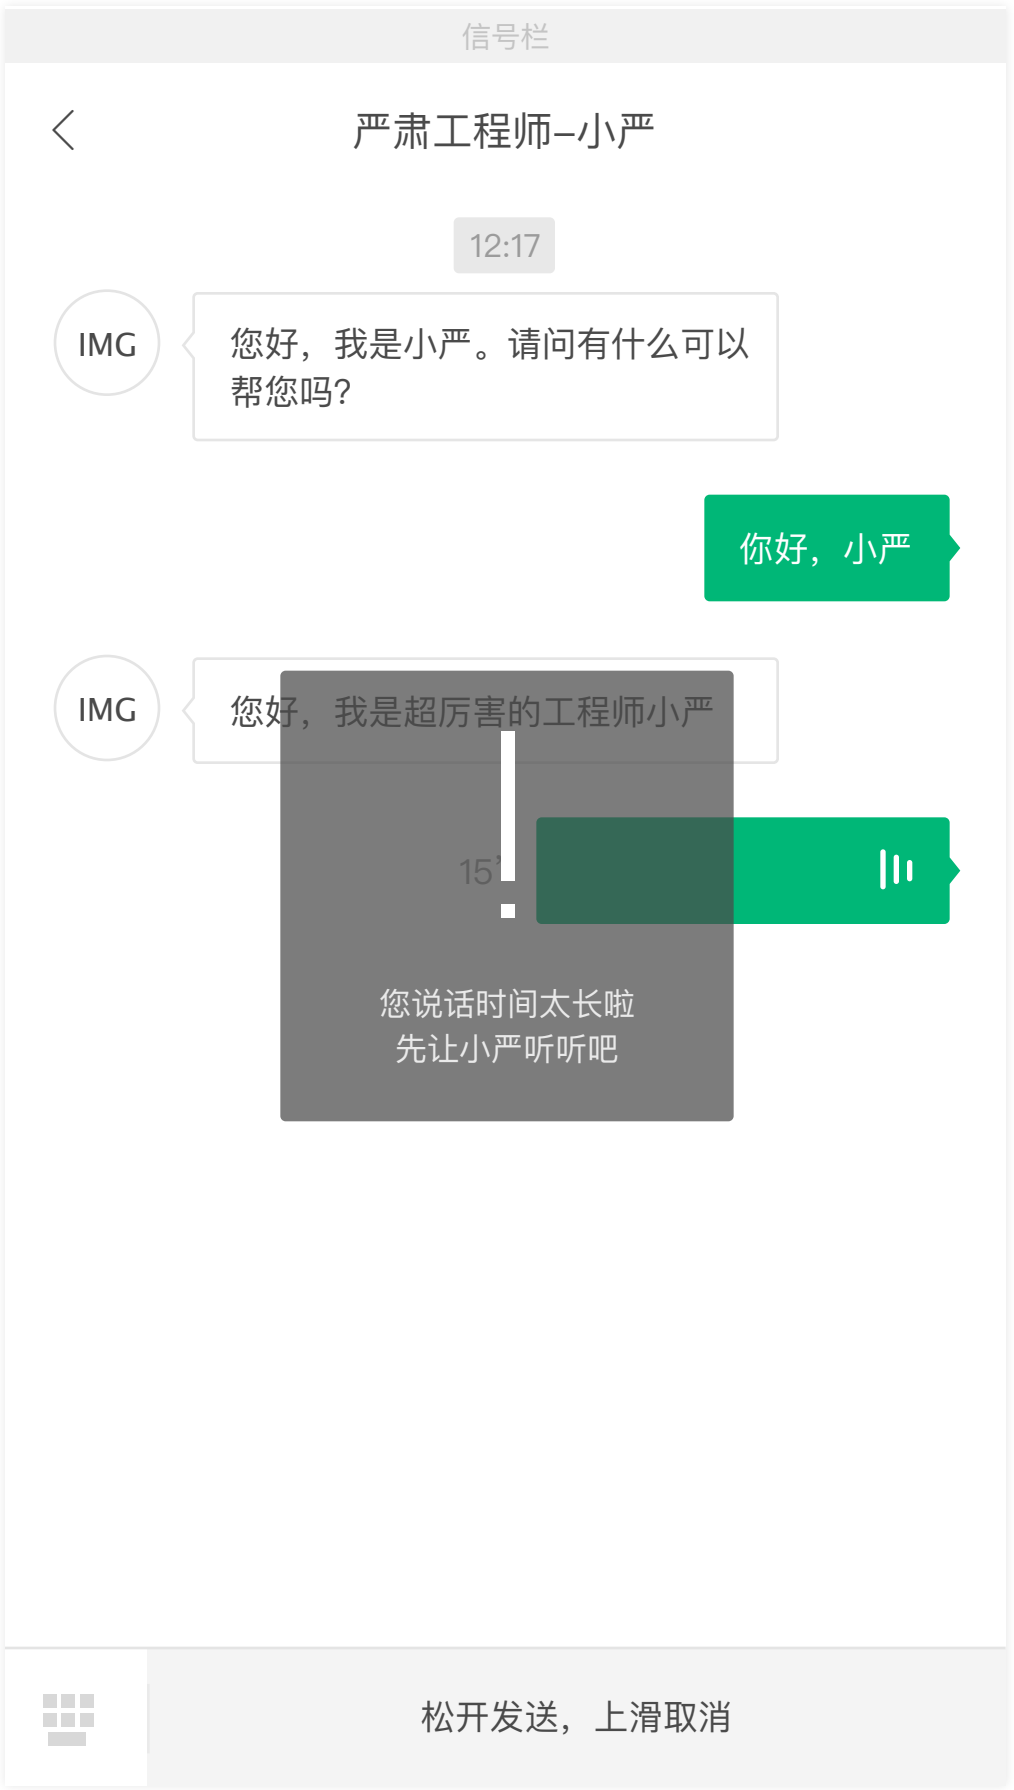 信号栏
严肃工程师-小严
12:17
IMG
您好，我是小严。请问有什么可以
帮您吗？
你好，小严
IMG
您好，我是超厉害的工程师小严
15’
您说话时间太长啦
先让小严听听吧
松开发送，上滑取消